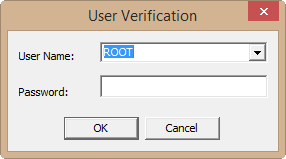 User Verification
User Name: ROOT
Password:
OK Cancel